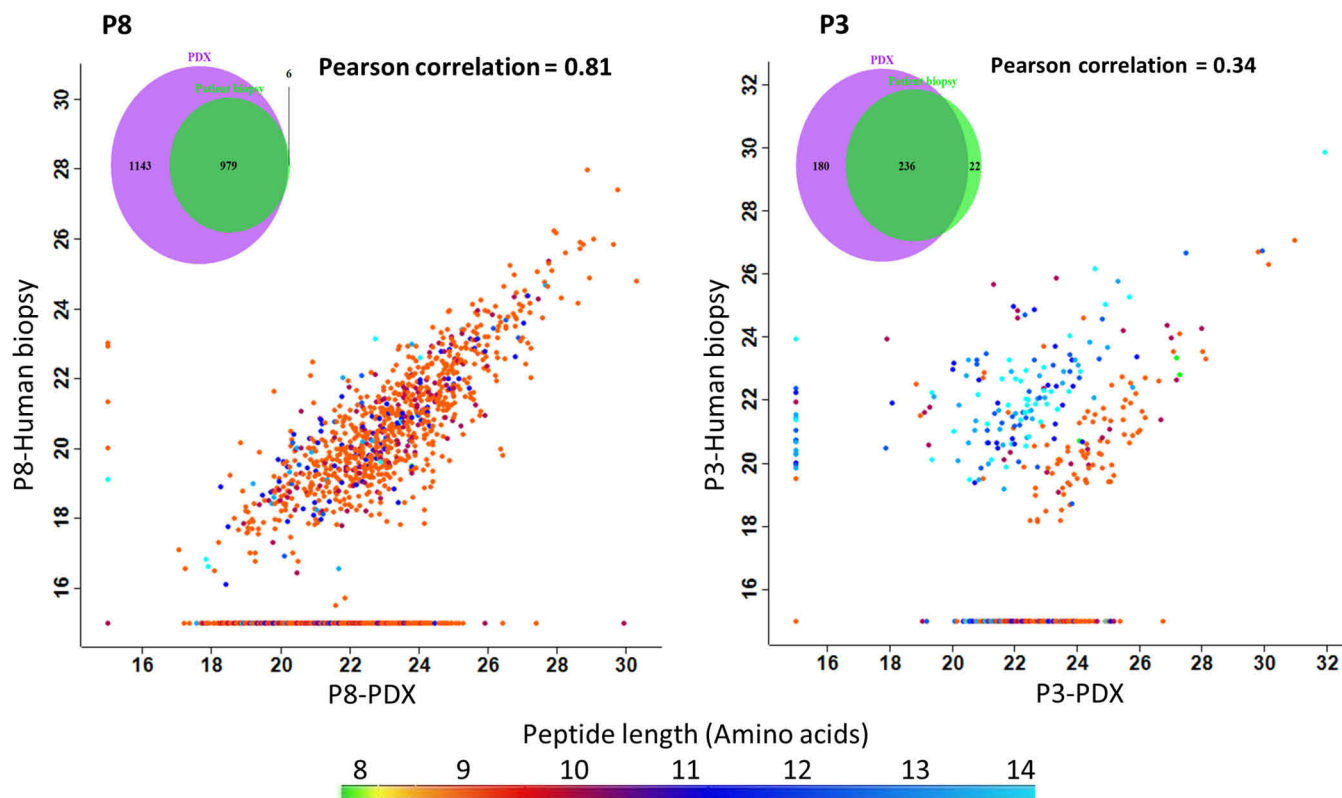 P8
PDX
Patient biopsy
6
Pearson correlation = 0.81
1143
979
30
28
26
24
22
20
18
16
P8-Human biopsy
16
18
20
22
24
26
28
30
P8-PDX
P3
PDX
Patient biopsy
Pearson correlation = 0.34
180
236
22
32
30
28
26
24
22
20
18
16
P3-Human biopsy
16
18
20
22
24
26
28
30
32
P3-PDX
Peptide length (Amino acids)
8 9 10 11 12 13 14